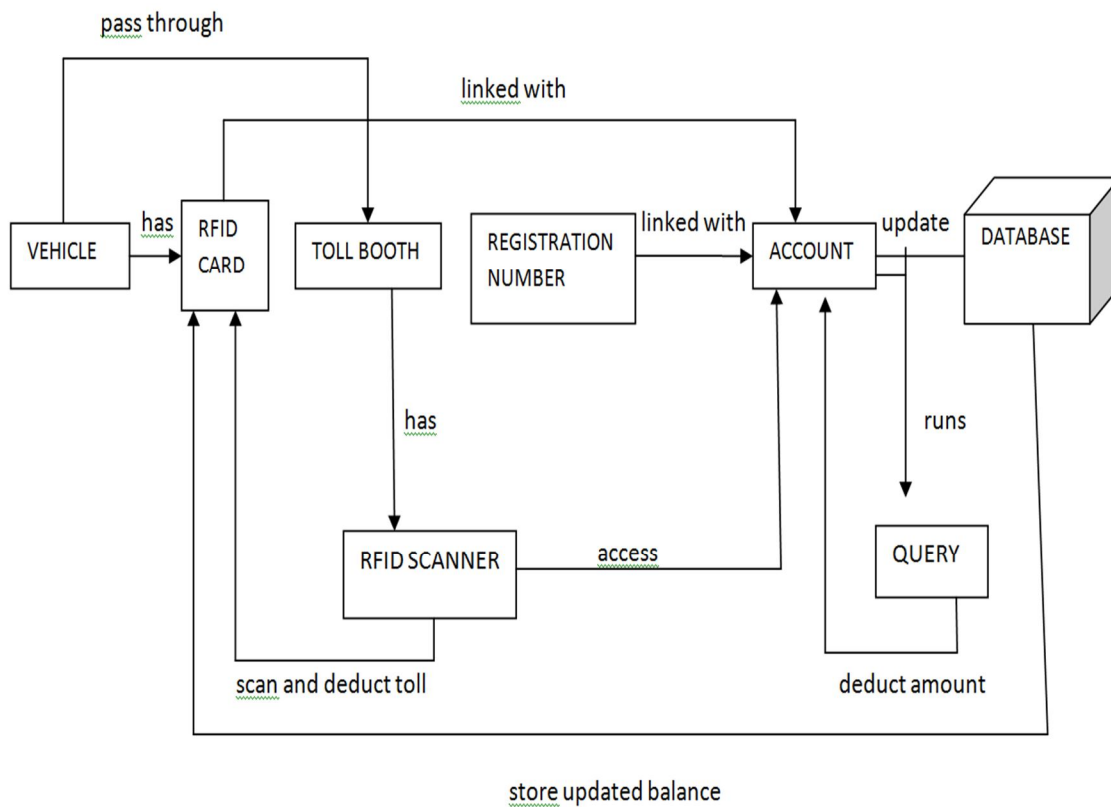 pass through
linked with
has
linked with
update
VEHICLE
RFID
CARD
TOLL BOOTH
REGISTRATION
NUMBER
ACCOUNT
DATABASE
has
runs
RFID SCANNER
access
QUERY
scan and deduct toll
deduct amount
store updated balance